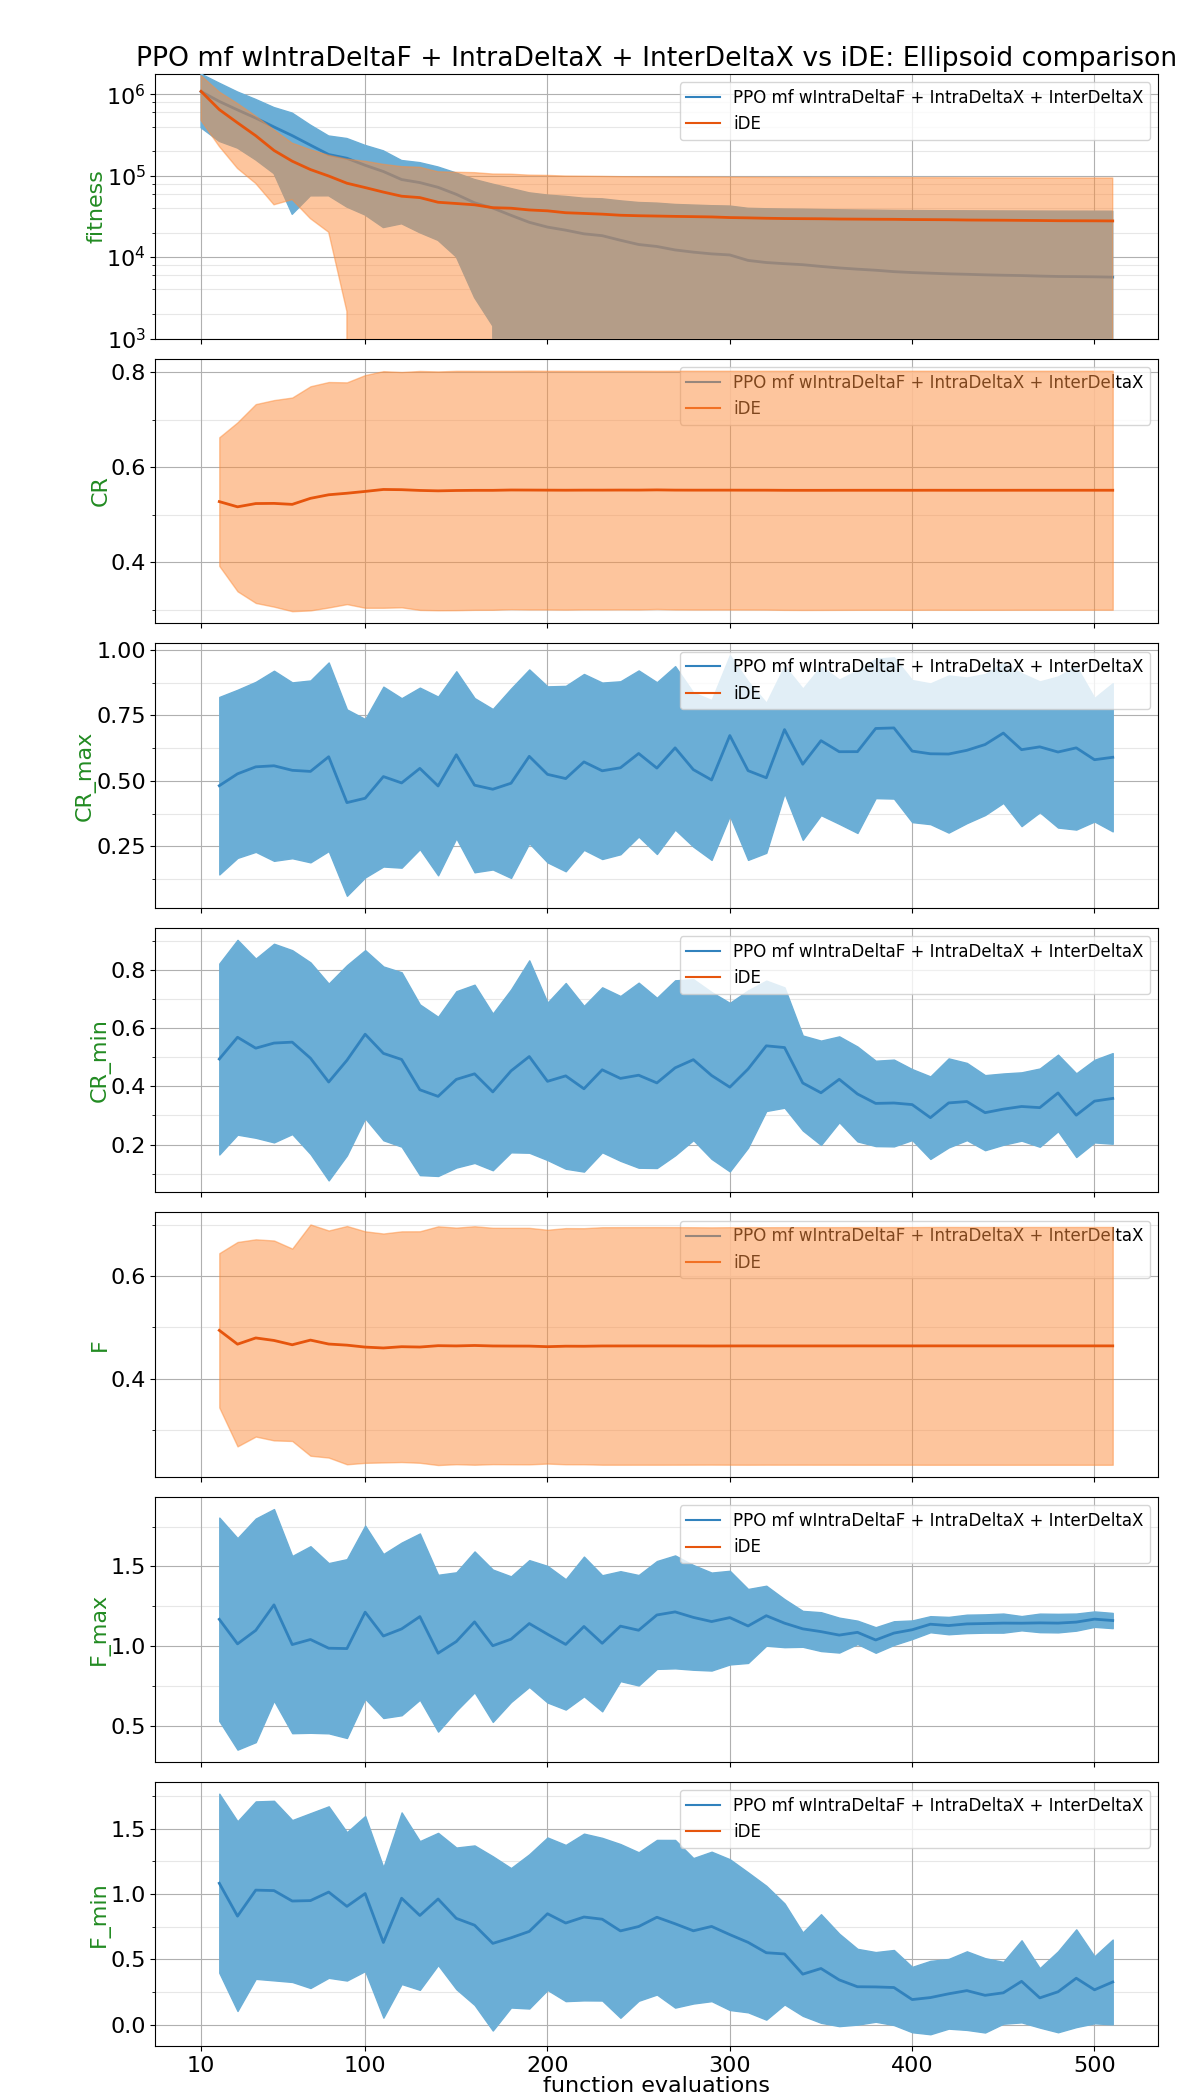 PPO mf wIntraDeltaF + IntraDeltaX + InterDeltaX vs iDE: Ellipsoid comparison
10^6
10^5
10^4
10^3
fitness
PPO mf wIntraDeltaF + IntraDeltaX + InterDeltaX
iDE
0.8
0.6
0.4
CR
PPO mf wIntraDeltaF + IntraDeltaX + InterDeltaX
iDE
1.00
0.75
0.50
0.25
CR_max
PPO mf wIntraDeltaF + IntraDeltaX + InterDeltaX
iDE
0.8
0.6
0.4
0.2
CR_min
PPO mf wIntraDeltaF + IntraDeltaX + InterDeltaX
iDE
0.6
0.4
F
PPO mf wIntraDeltaF + IntraDeltaX + InterDeltaX
iDE
1.5
1.0
0.5
F_max
PPO mf wIntraDeltaF + IntraDeltaX + InterDeltaX
iDE
1.5
1.0
0.5
0.0
F_min
PPO mf wIntraDeltaF + IntraDeltaX + InterDeltaX
iDE
10 100 200 300 400 500
function evaluations